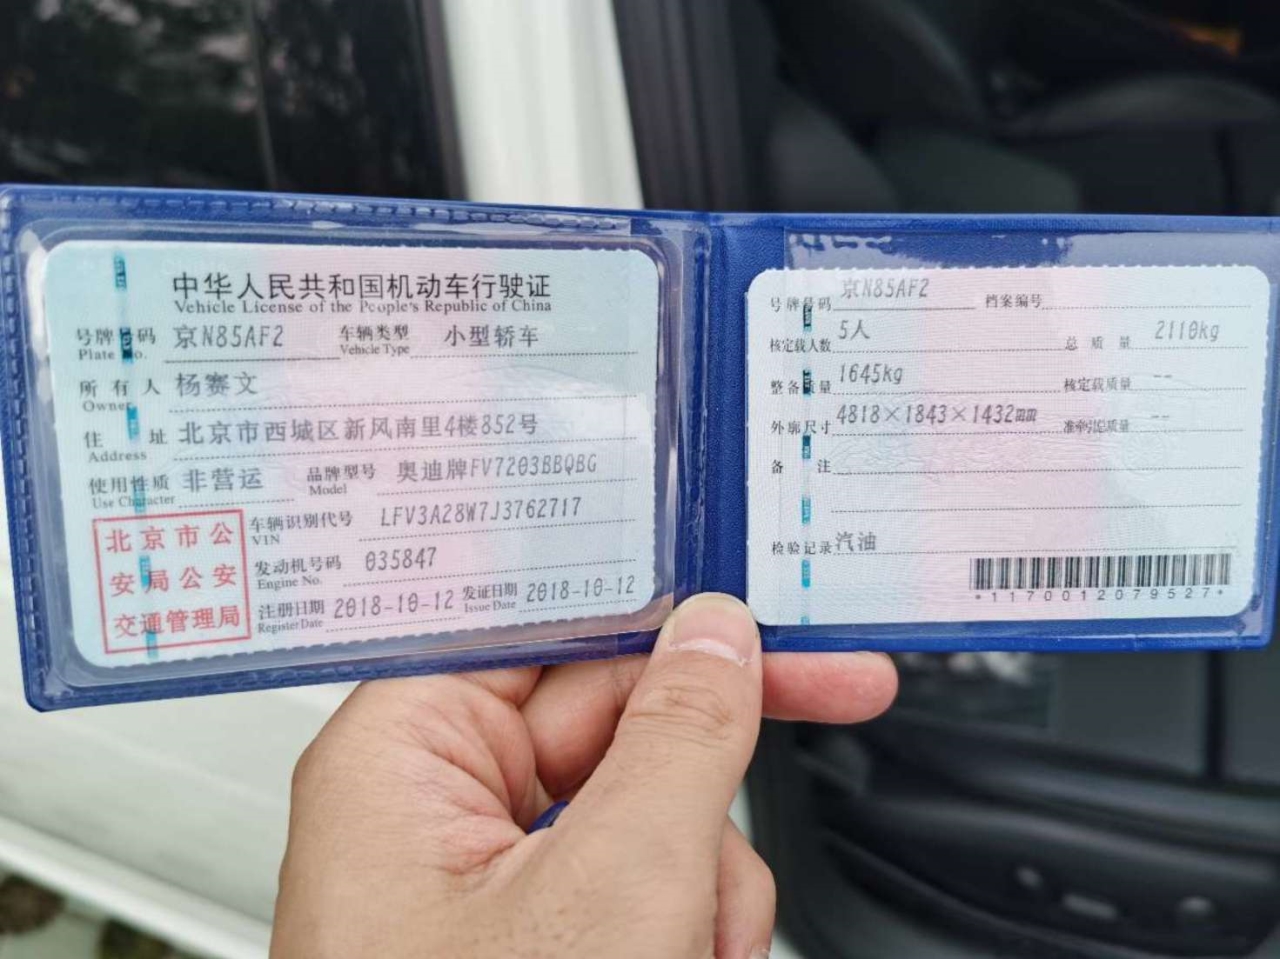 中华人民共和国机动车行驶证
Vehicle License of the People's Republic of China
号牌号码 京N85AF2 车辆类型 小型轿车
Plate No. Vehicle Type
所有人 杨赛文
Owner
住址 北京市西城区新风南里4楼852号
Address
使用性质 非营运 品牌型号 奥迪牌FV7203BBQBG
Use Character Model
北京市公
安局公安
交通管理局
车辆识别代号 LFV3A28W7J3762717
VIN
发动机号码 035847
Engine No.
注册日期 2018-10-12 发证日期 2018-10-12
Register Date Issue Date
号牌号码 京N85AF2 档案编号
核定载人数 5人 总质量 2110kg
整备质量 1645kg 核定载质量 --
外廓尺寸 4818×1843×1432mm 准牵引总质量 --
备注
检验记录 汽油
*1170012079527*